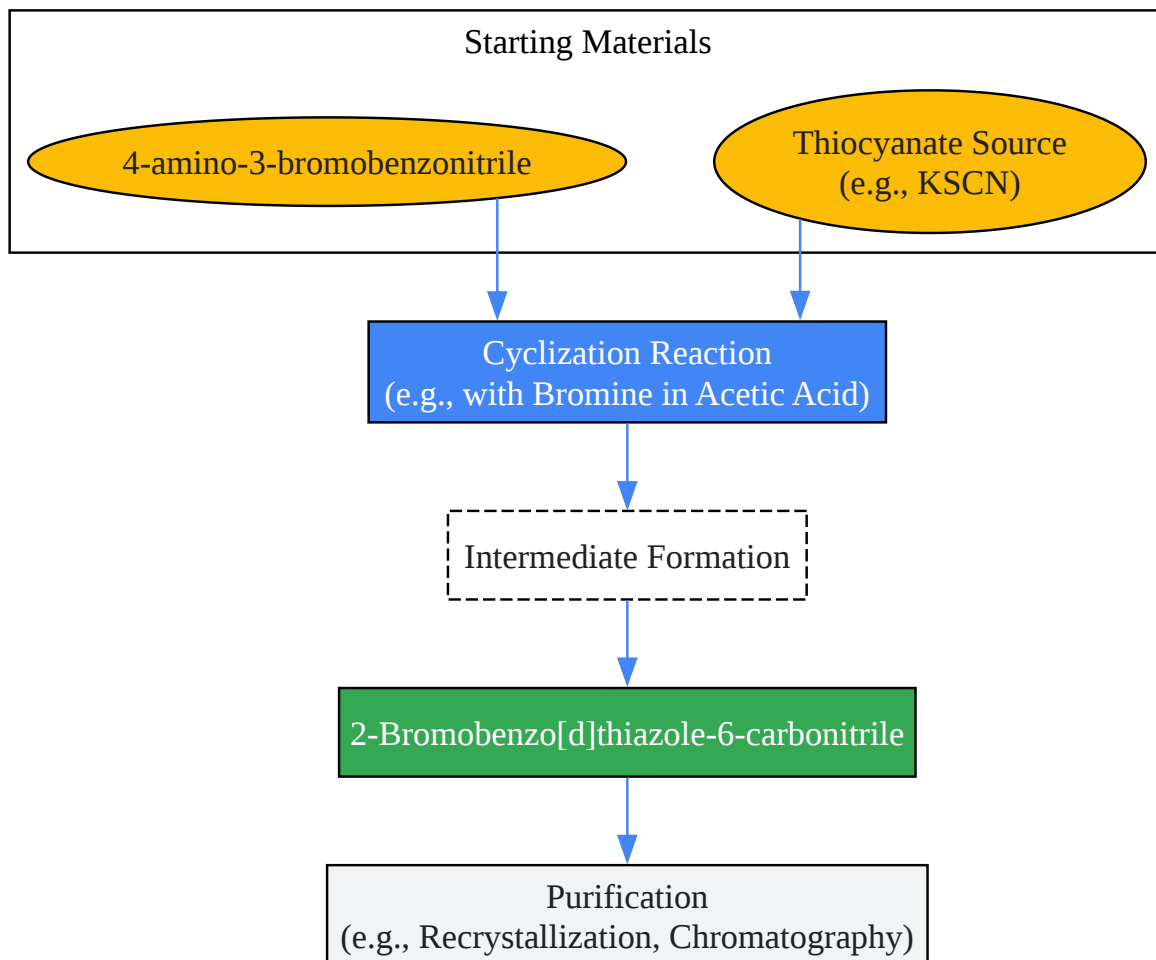 Starting Materials
4-amino-3-bromobenzonitrile
Thiocyanate Source
(e.g., KSCN)
Cyclization Reaction
(e.g., with Bromine in Acetic Acid)
Intermediate Formation
2-Bromobenzo[d]thiazole-6-carbonitrile
Purification
(e.g., Recrystallization, Chromatography)